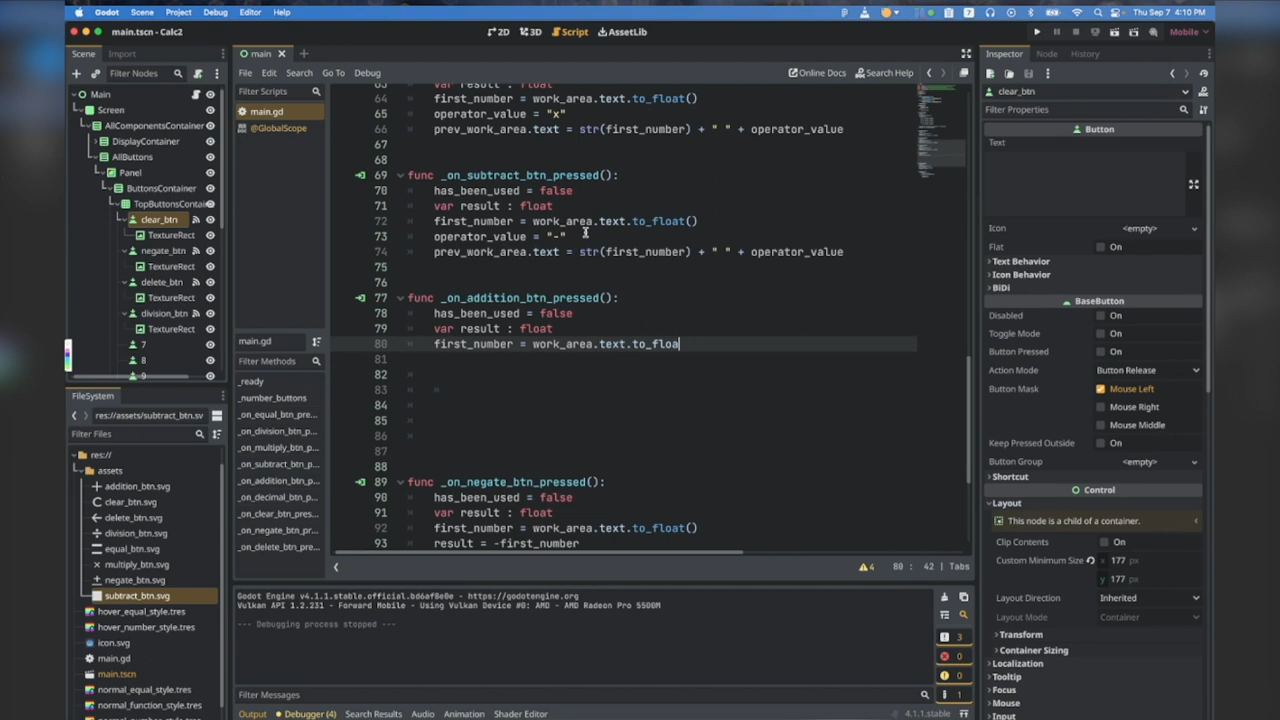 Godot Scene Project Debug Editor Help
7
Thu Sep 7 4:10 PM
main.tscn - Calc2
2D 3D Script AssetLib
Mobile
Scene Import
Filter Nodes
Main
Screen
AllComponentsContainer
DisplayContainer
AllButtons
Panel
ButtonsContainer
TopButtonsContai
clear_btn
TextureRect
negate_btn
TextureRect
delete_btn
TextureRect
division_btn
TextureRect
7
8
9
FileSystem
res://assets/subtract_btn.sv
Filter Files
res://
assets
addition_btn.svg
clear_btn.svg
delete_btn.svg
division_btn.svg
equal_btn.svg
multiply_btn.svg
negate_btn.svg
subtract_btn.svg
hover_equal_style.tres
hover_number_style.tres
icon.svg
main.gd
main.tscn
normal_equal_style.tres
normal_function_style.tres
main
File Edit Search Go To Debug
Online Docs Search Help
Filter Scripts
main.gd
@GlobalScope
main.gd
Filter Methods
_ready
_number_buttons
_on_equal_btn_pre...
_on_division_btn_p...
_on_multiply_btn_p...
_on_subtract_btn_p...
_on_addition_btn_p...
_on_decimal_btn_p...
_on_clear_btn_pres...
_on_negate_btn_pr...
_on_delete_btn_pre...
63 var result : float
64 first_number = work_area.text.to_float()
65 operator_value = "x"
66 prev_work_area.text = str(first_number) + " " + operator_value
67
68
69 func _on_subtract_btn_pressed():
70 has_been_used = false
71 var result : float
72 first_number = work_area.text.to_float()
73 operator_value = "-"
74 prev_work_area.text = str(first_number) + " " + operator_value
75
76
77 func _on_addition_btn_pressed():
78 has_been_used = false
79 var result : float
80 first_number = work_area.text.to_floa
81
82
83
84
85
86
87
88
89 func _on_negate_btn_pressed():
90 has_been_used = false
91 var result : float
92 first_number = work_area.text.to_float()
93 result = -first_number
4 80 : 42 | Tabs
Godot Engine v4.1.1.stable.official.bd6af8e0e - https://godotengine.org
Vulkan API 1.2.231 - Forward Mobile - Using Vulkan Device #0: AMD - AMD Radeon Pro 5500M
--- Debugging process stopped ---
3
0
0
1
Filter Messages
Output Debugger (4) Search Results Audio Animation Shader Editor
4.1.1.stable
Inspector Node History
clear_btn
Filter Properties
Button
Text
Icon <empty>
Flat On
Text Behavior
Icon Behavior
BiDi
BaseButton
Disabled On
Toggle Mode On
Button Pressed On
Action Mode Button Release
Button Mask Mouse Left
Mouse Right
Mouse Middle
Keep Pressed Outside On
Button Group <empty>
Shortcut
Control
Layout
This node is a child of a container.
Clip Contents On
Custom Minimum Size x 177 px
y 177 px
Layout Direction Inherited
Layout Mode Container
Transform
Container Sizing
Localization
Tooltip
Theme
Focus
Mouse
Input